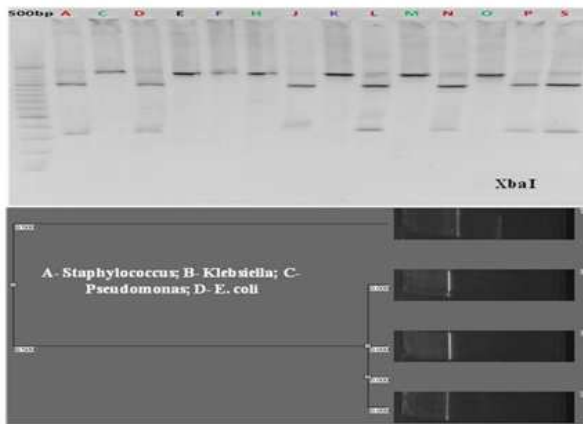 500bp A C D E F H J K L M N O P S
XbaI
A- Staphylococcus; B- Klebsiella; C-
Pseudomonas; D- E. coli